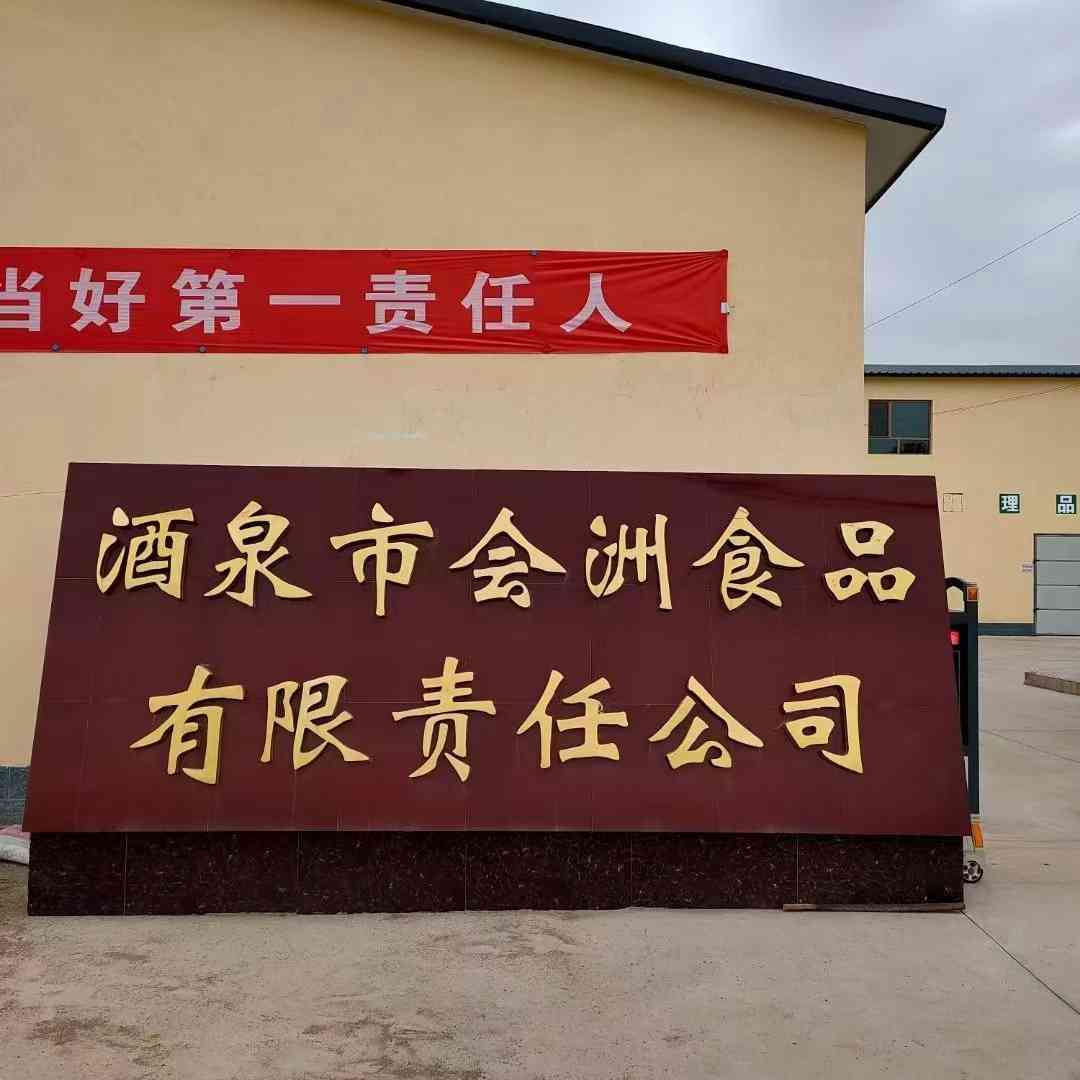 当好第一责任人
酒泉市会洲食品
有限责任公司
理品